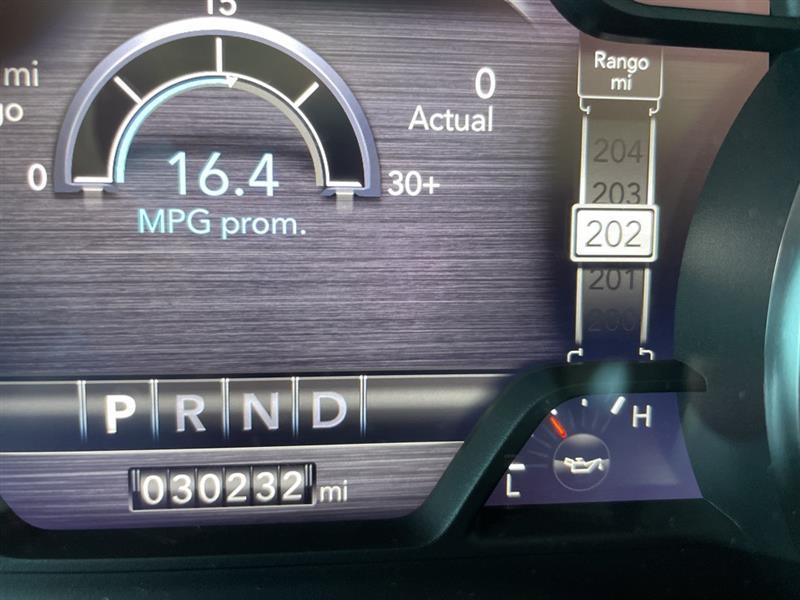 15
mi
go
0
16.4
MPG prom.
30+
0
Actual
Rango
mi
204
203
202
201
200
P R N D
030232 mi
L
H